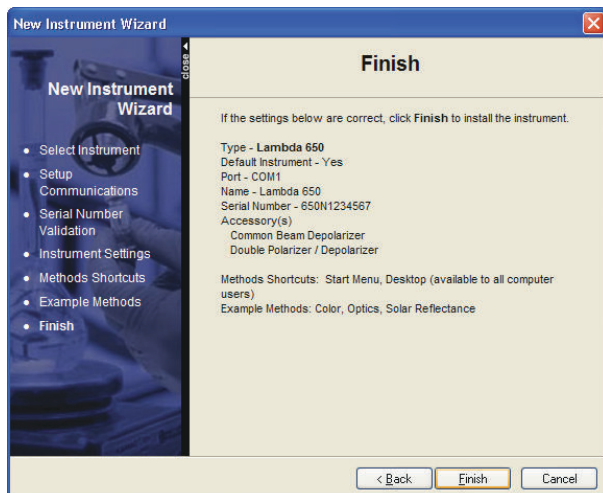 New Instrument Wizard
close
New Instrument
Wizard
Select Instrument
Setup
Communications
Serial Number
Validation
Instrument Settings
Methods Shortcuts
Example Methods
Finish
Finish
If the settings below are correct, click Finish to install the instrument.
Type - Lambda 650
Default Instrument - Yes
Port - COM1
Name - Lambda 650
Serial Number - 650N1234567
Accessory(s)
Common Beam Depolarizer
Double Polarizer / Depolarizer
Methods Shortcuts: Start Menu, Desktop (available to all computer
users)
Example Methods: Color, Optics, Solar Reflectance
< Back
Finish
Cancel